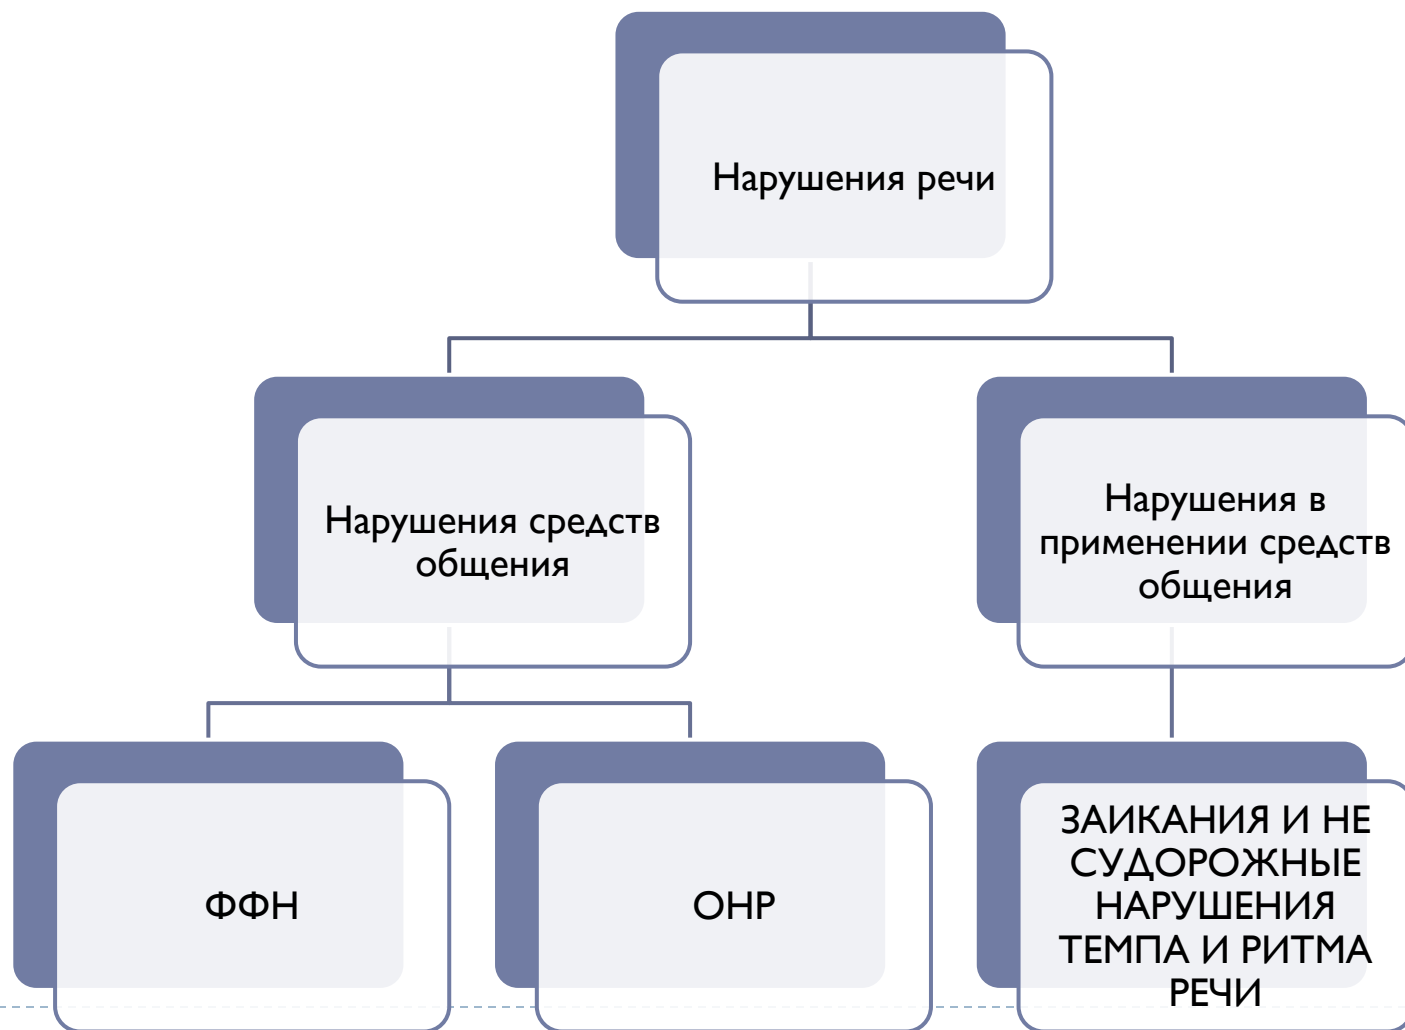 Нарушения речи
Нарушения средств
общения
Нарушения в
применении средств
общения
ФФН
ОНР
ЗАИКАНИЯ И НЕ
СУДОРОЖНЫЕ
НАРУШЕНИЯ
ТЕМПА И РИТМА
РЕЧИ